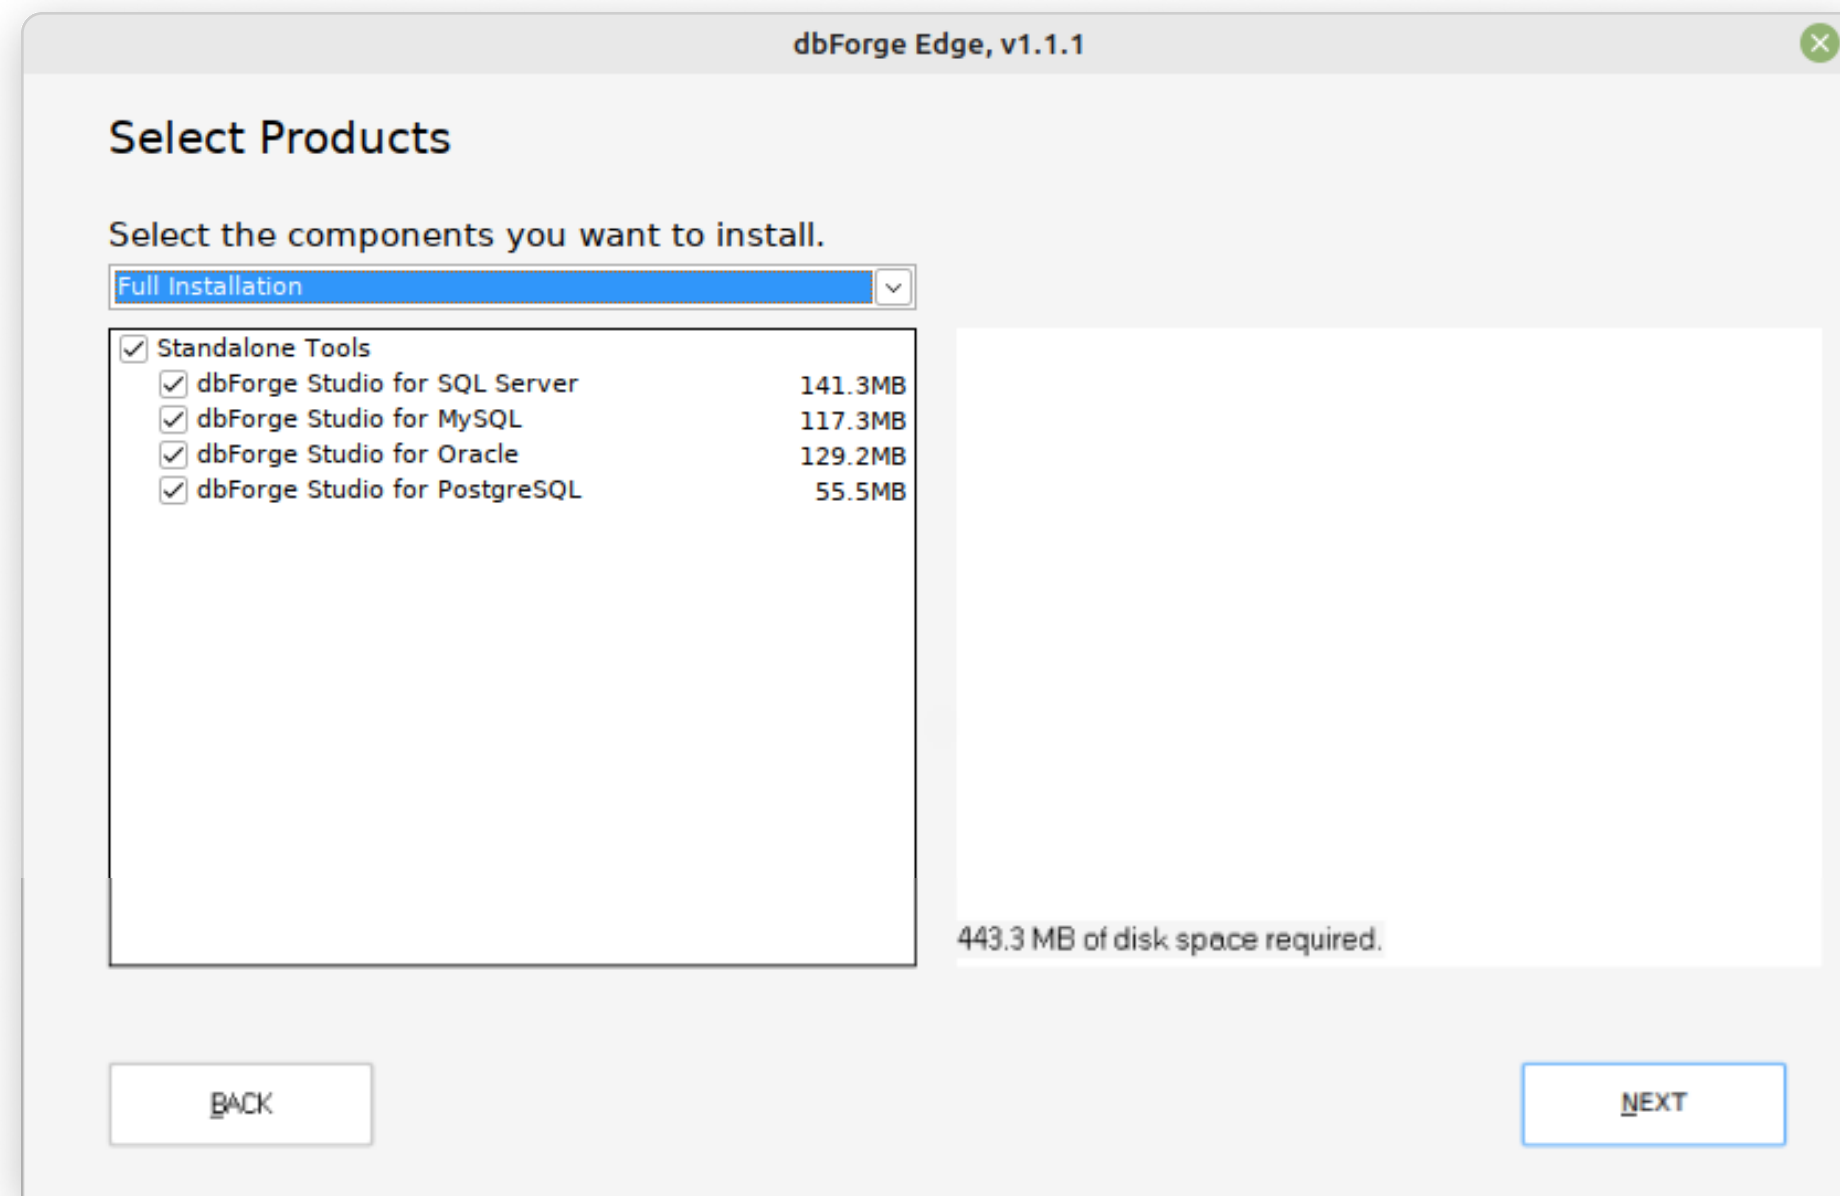 dbForge Edge, v1.1.1
Select Products
Select the components you want to install.
Full Installation
Standalone Tools
dbForge Studio for SQL Server 141.3MB
dbForge Studio for MySQL 117.3MB
dbForge Studio for Oracle 129.2MB
dbForge Studio for PostgreSQL 55.5MB
443.3 MB of disk space required.
BACK
NEXT